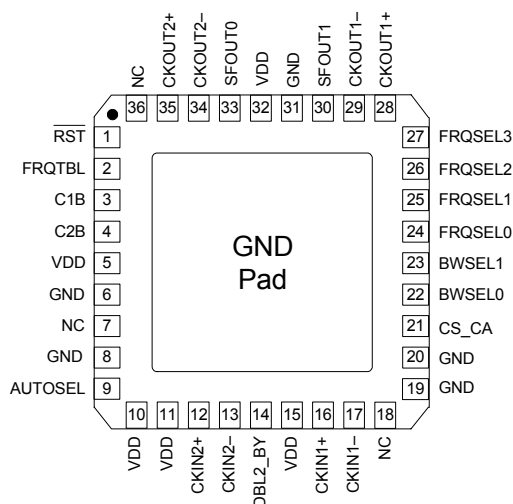 NC
CKOUT2+
CKOUT2–
SFOUT0
VDD
GND
SFOUT1
CKOUT1–
CKOUT1+
36 35 34 33 32 31 30 29 28
RST 1
FRQTBL 2
C1B 3
C2B 4
VDD 5
GND 6
NC 7
GND 8
AUTOSEL 9
GND
Pad
27 FRQSEL3
26 FRQSEL2
25 FRQSEL1
24 FRQSEL0
23 BWSEL1
22 BWSEL0
21 CS_CA
20 GND
19 GND
10 11 12 13 14 15 16 17 18
VDD
VDD
CKIN2+
CKIN2–
DBL2_BY
VDD
CKIN1+
CKIN1–
NC